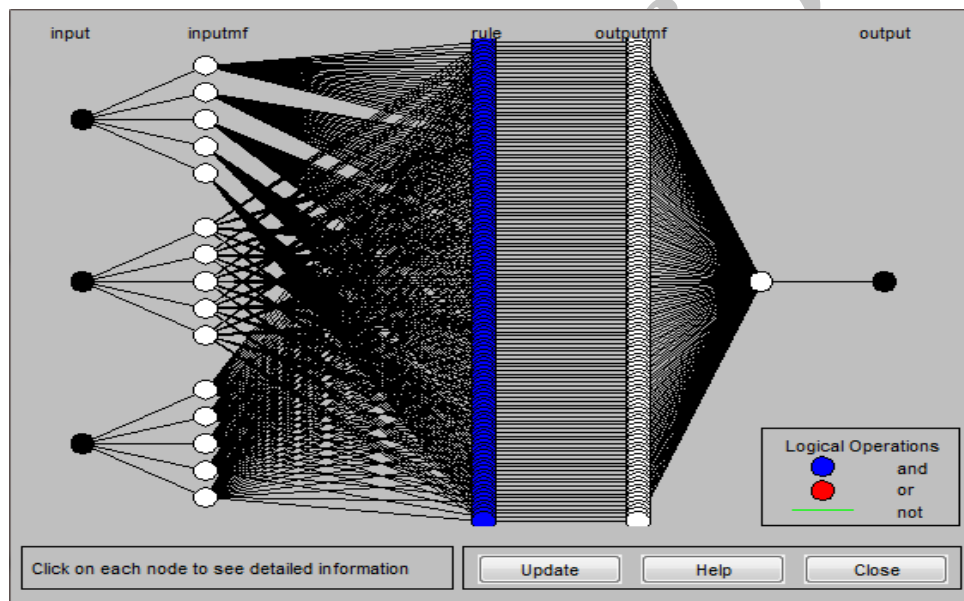 input inputmf rule outputmf output
Logical Operations
and
or
not
Click on each node to see detailed information
Update Help Close